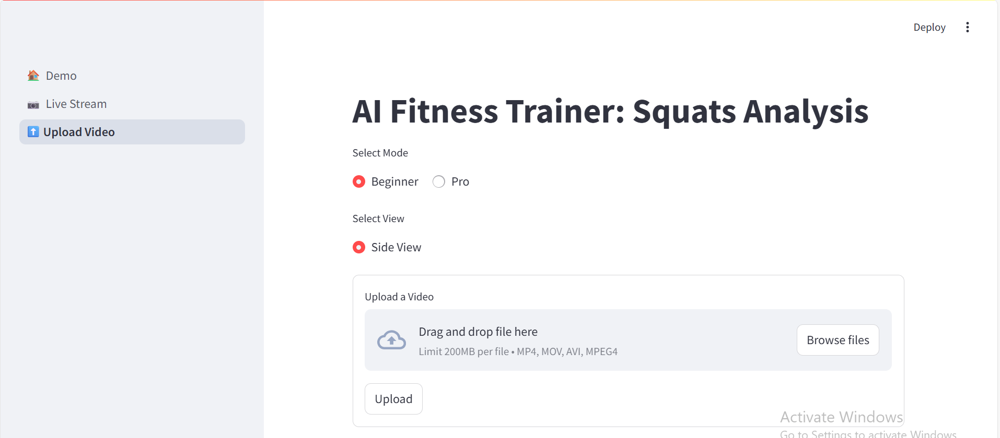 Deploy
Demo
Live Stream
Upload Video
AI Fitness Trainer: Squats Analysis
Select Mode
Beginner Pro
Select View
Side View
Upload a Video
Drag and drop file here
Limit 200MB per file • MP4, MOV, AVI, MPEG4
Browse files
Upload
Activate Windows
Go to Settings to activate Windows.